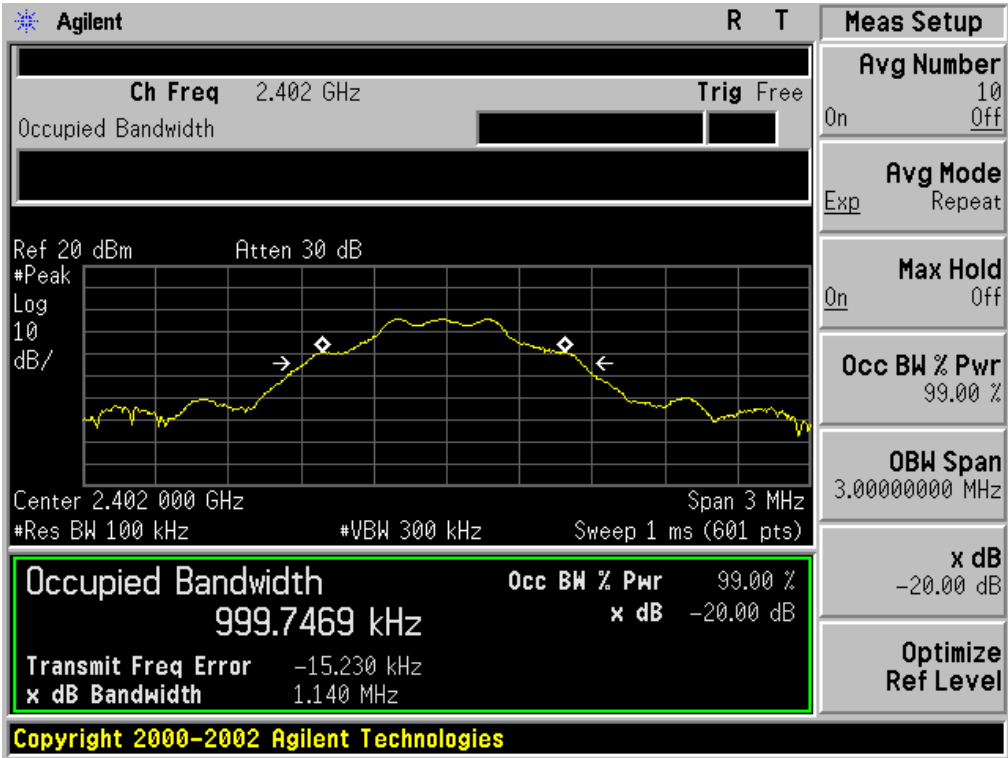 Agilent R T
Ch Freq 2.402 GHz Trig Free
Occupied Bandwidth
Ref 20 dBm Atten 30 dB
#Peak
Log
10
dB/
Center 2.402 000 GHz Span 3 MHz
#Res BW 100 kHz #VBW 300 kHz Sweep 1 ms (601 pts)
Occupied Bandwidth
999.7469 kHz
Occ BW % Pwr 99.00 %
x dB -20.00 dB
Transmit Freq Error -15.230 kHz
x dB Bandwidth 1.140 MHz
Copyright 2000-2002 Agilent Technologies
Meas Setup
Avg Number
10
On Off
Avg Mode
Exp Repeat
Max Hold
On Off
Occ BW % Pwr
99.00 %
OBW Span
3.00000000 MHz
x dB
-20.00 dB
Optimize
Ref Level